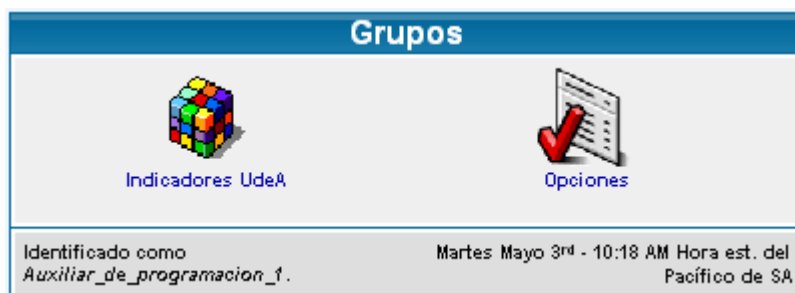 Grupos
Indicadores UdeA
Opciones
Identificado como
Auxiliar_de_programacion_1.
Martes Mayo 3rd - 10:18 AM Hora est. del
Pacífico de SA